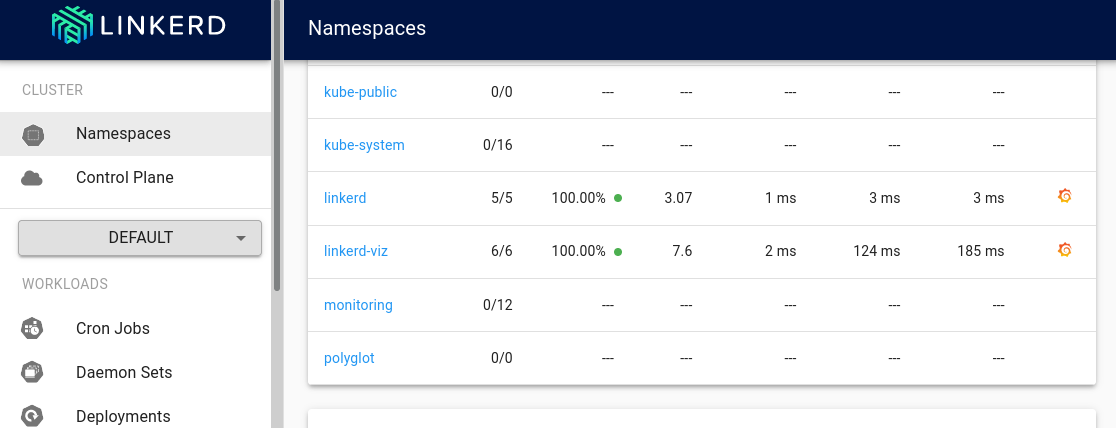 LINKERD
Namespaces
CLUSTER
Namespaces
Control Plane
DEFAULT
WORKLOADS
Cron Jobs
Daemon Sets
Deployments
kube-public 0/0 --- --- --- --- ---
kube-system 0/16 --- --- --- --- ---
linkerd 5/5 100.00% 3.07 1 ms 3 ms 3 ms
linkerd-viz 6/6 100.00% 7.6 2 ms 124 ms 185 ms
monitoring 0/12 --- --- --- --- ---
polyglot 0/0 --- --- --- --- ---